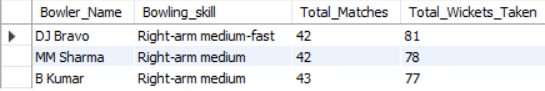 Bowler_Name Bowling_skill Total_Matches Total_Wickets_Taken
DJ Bravo Right-arm medium-fast 42 81
MM Sharma Right-arm medium 42 78
B Kumar Right-arm medium 43 77